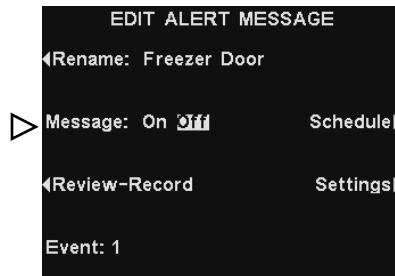 EDIT ALERT MESSAGE
Rename: Freezer Door
Message: On Off Schedule
Review-Record Settings
Event: 1